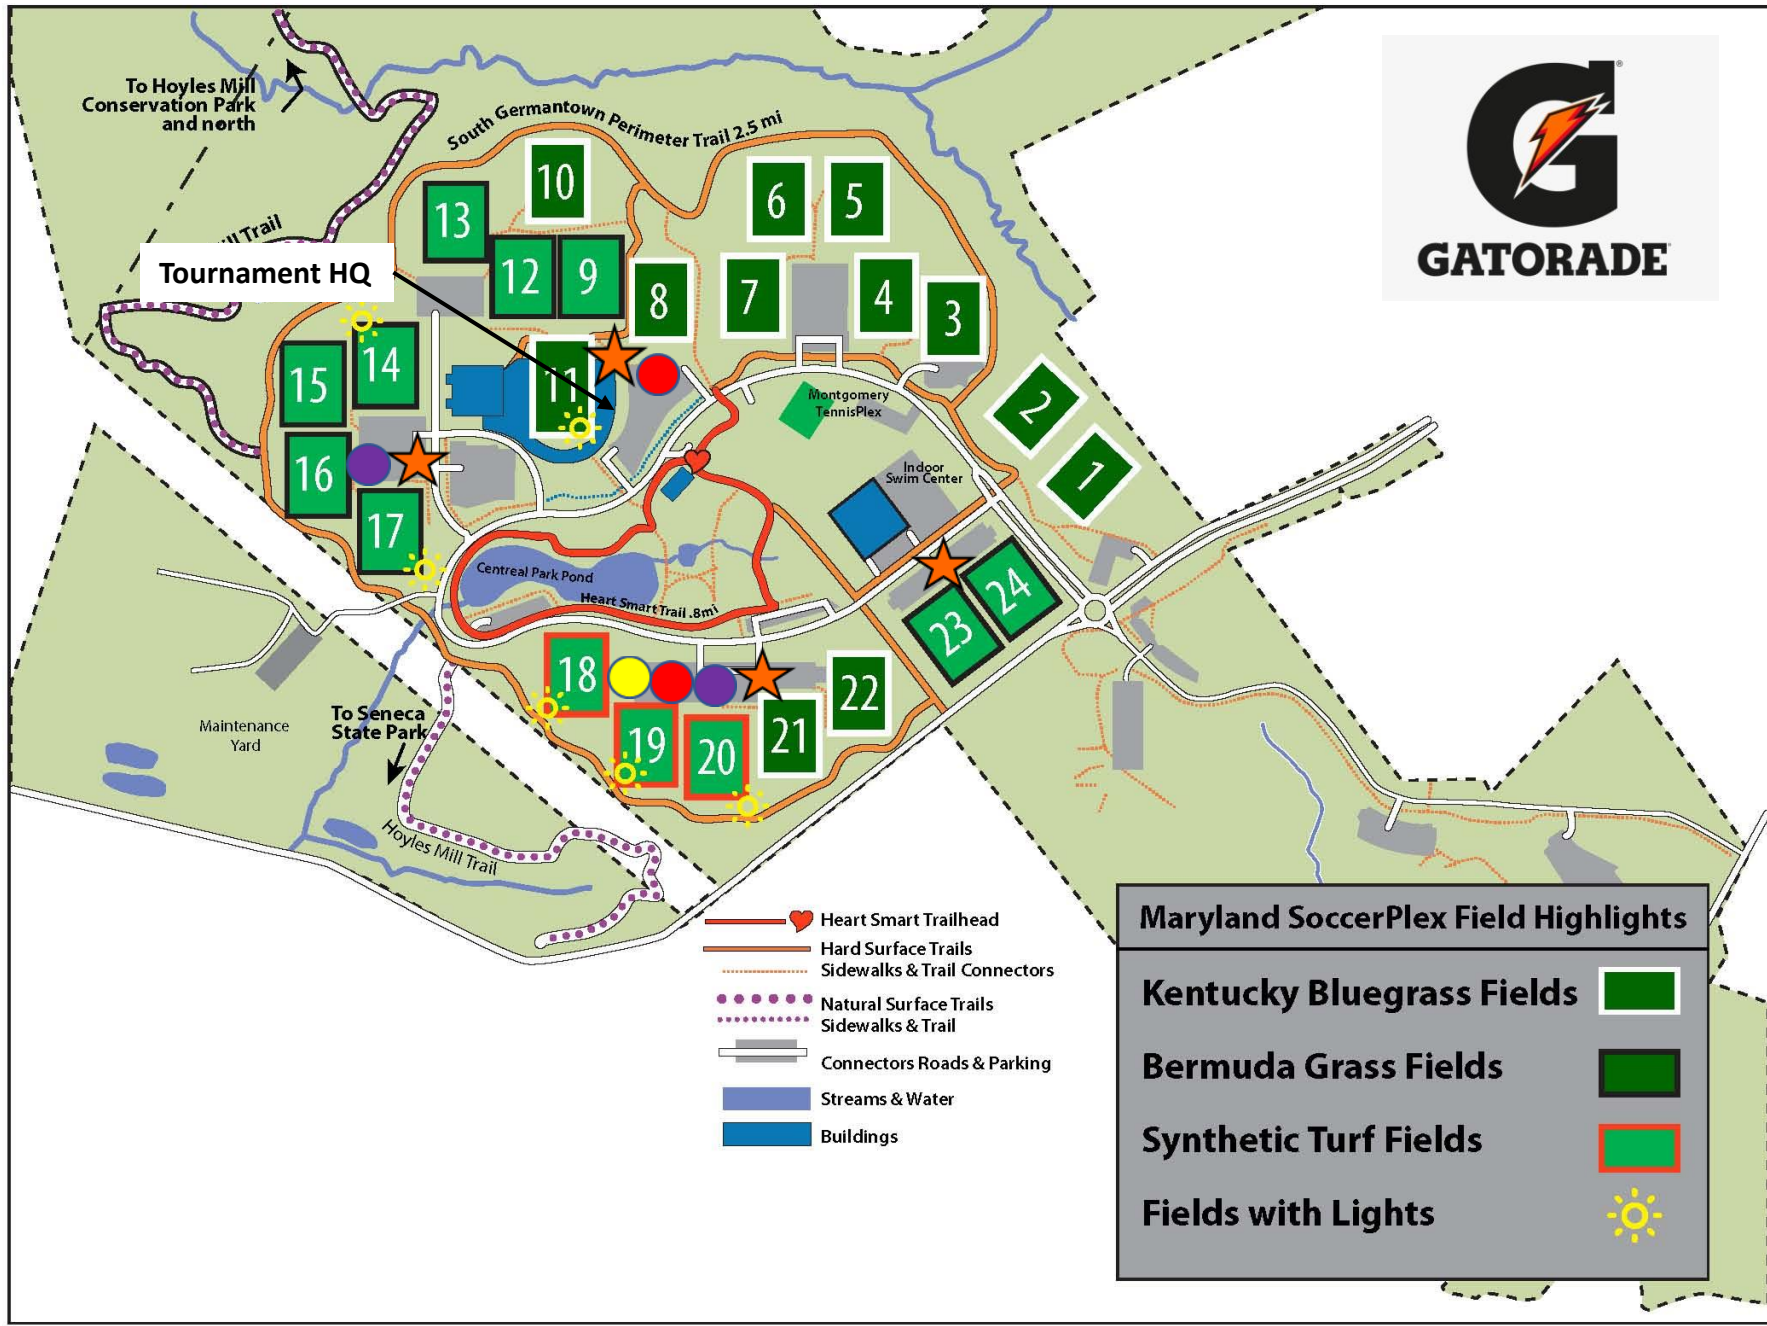 To Hoyles Mill
Conservation Park
and north
South Germantown Perimeter Trail 2.5 mi
GATORADE
ill Trail
Tournament HQ
10
6
5
13
12
9
8
7
4
3
14
15
11
Montgomery
TennisPlex
2
1
16
17
Indoor
Swim Center
Centreal Park Pond
Heart Smart Trail .8mi
24
23
18
19
20
21
22
Maintenance
Yard
To Seneca
State Park
Hoyles Mill Trail
Heart Smart Trailhead
Hard Surface Trails
Sidewalks & Trail Connectors
Natural Surface Trails
Sidewalks & Trail
Connectors Roads & Parking
Streams & Water
Buildings
Maryland SoccerPlex Field Highlights
Kentucky Bluegrass Fields
Bermuda Grass Fields
Synthetic Turf Fields
Fields with Lights